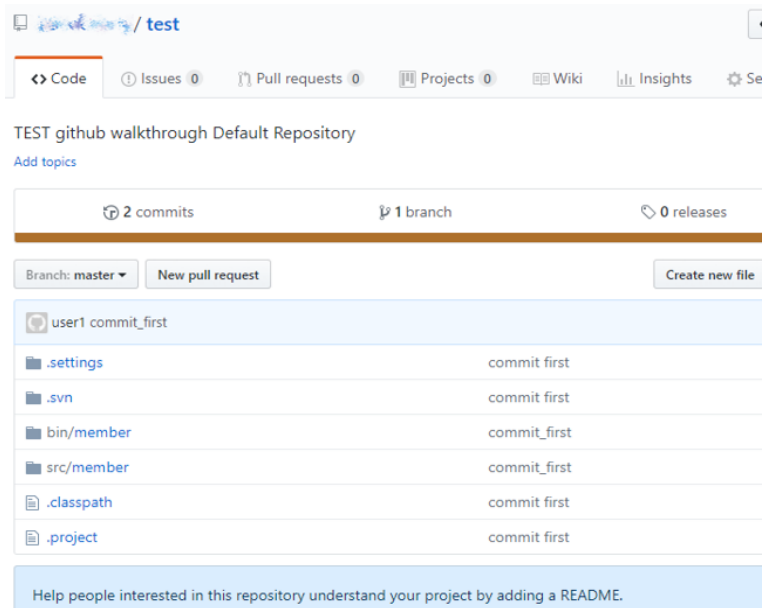 / test
Code Issues 0 Pull requests 0 Projects 0 Wiki Insights
TEST github walkthrough Default Repository
Add topics
2 commits 1 branch 0 releases
Branch: master New pull request Create new file
user1 commit_first
.settings commit first
.svn commit first
bin/member commit_first
src/member commit_first
.classpath commit first
.project commit first
Help people interested in this repository understand your project by adding a README.